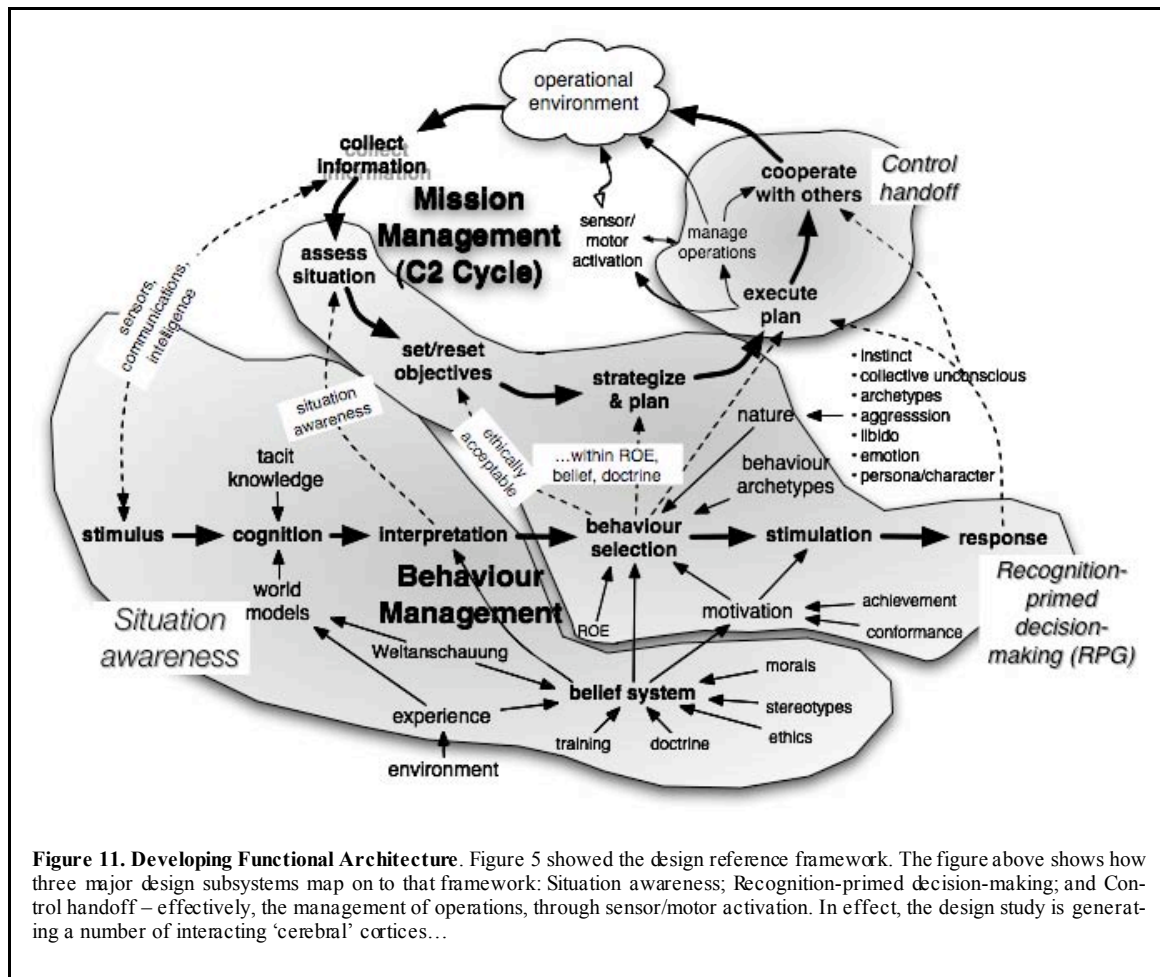 operational
environment
collect
information
collect
information
Mission
Management
(C2 Cycle)
cooperate
with others
Control
handoff
sensor/
motor
activation
manage
operations
assess
situation
execute
plan
sensors,
communications,
intelligence
set/reset
objectives
strategize
& plan
• instinct
• collective unconscious
• archetypes
• aggresssion
• libido
• emotion
• persona/character
situation
awareness
nature
ethically
acceptable
...within ROE,
belief, doctrine
tacit
knowledge
behaviour
archetypes
stimulus
cognition
interpretation
behaviour
selection
stimulation
response
world
models
Behaviour
Management
Situation
awareness
Recognition-
primed
decision-
making (RPG)
motivation
achievement
conformance
ROE
Weltanschauung
belief system
morals
stereotypes
ethics
experience
training
doctrine
environment
Figure 11. Developing Functional Architecture. Figure 5 showed the design reference framework. The figure above shows how
three major design subsystems map on to that framework: Situation awareness; Recognition-primed decision-making; and Con-
trol handoff – effectively, the management of operations, through sensor/motor activation. In effect, the design study is generat-
ing a number of interacting ‘cerebral’ cortices…